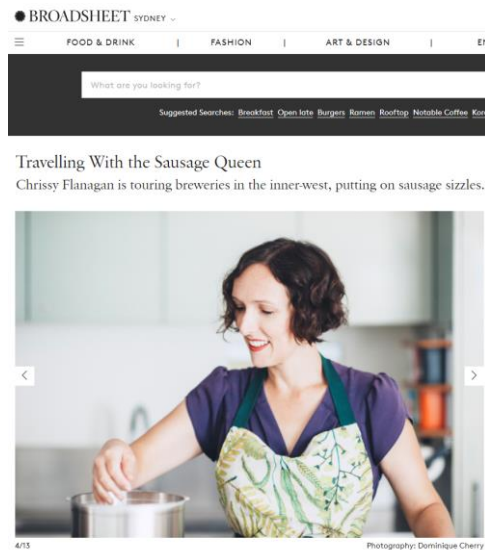 BROADSHEET SYDNEY
FOOD & DRINK | FASHION | ART & DESIGN |
What are you looking for?
Suggested Searches: Breakfast Open late Burgers Ramen Rooftop Notable Coffee
Travelling With the Sausage Queen
Chrissy Flanagan is touring breweries in the inner-west, putting on sausage sizzles.
4/13 Photography: Dominique Cherry